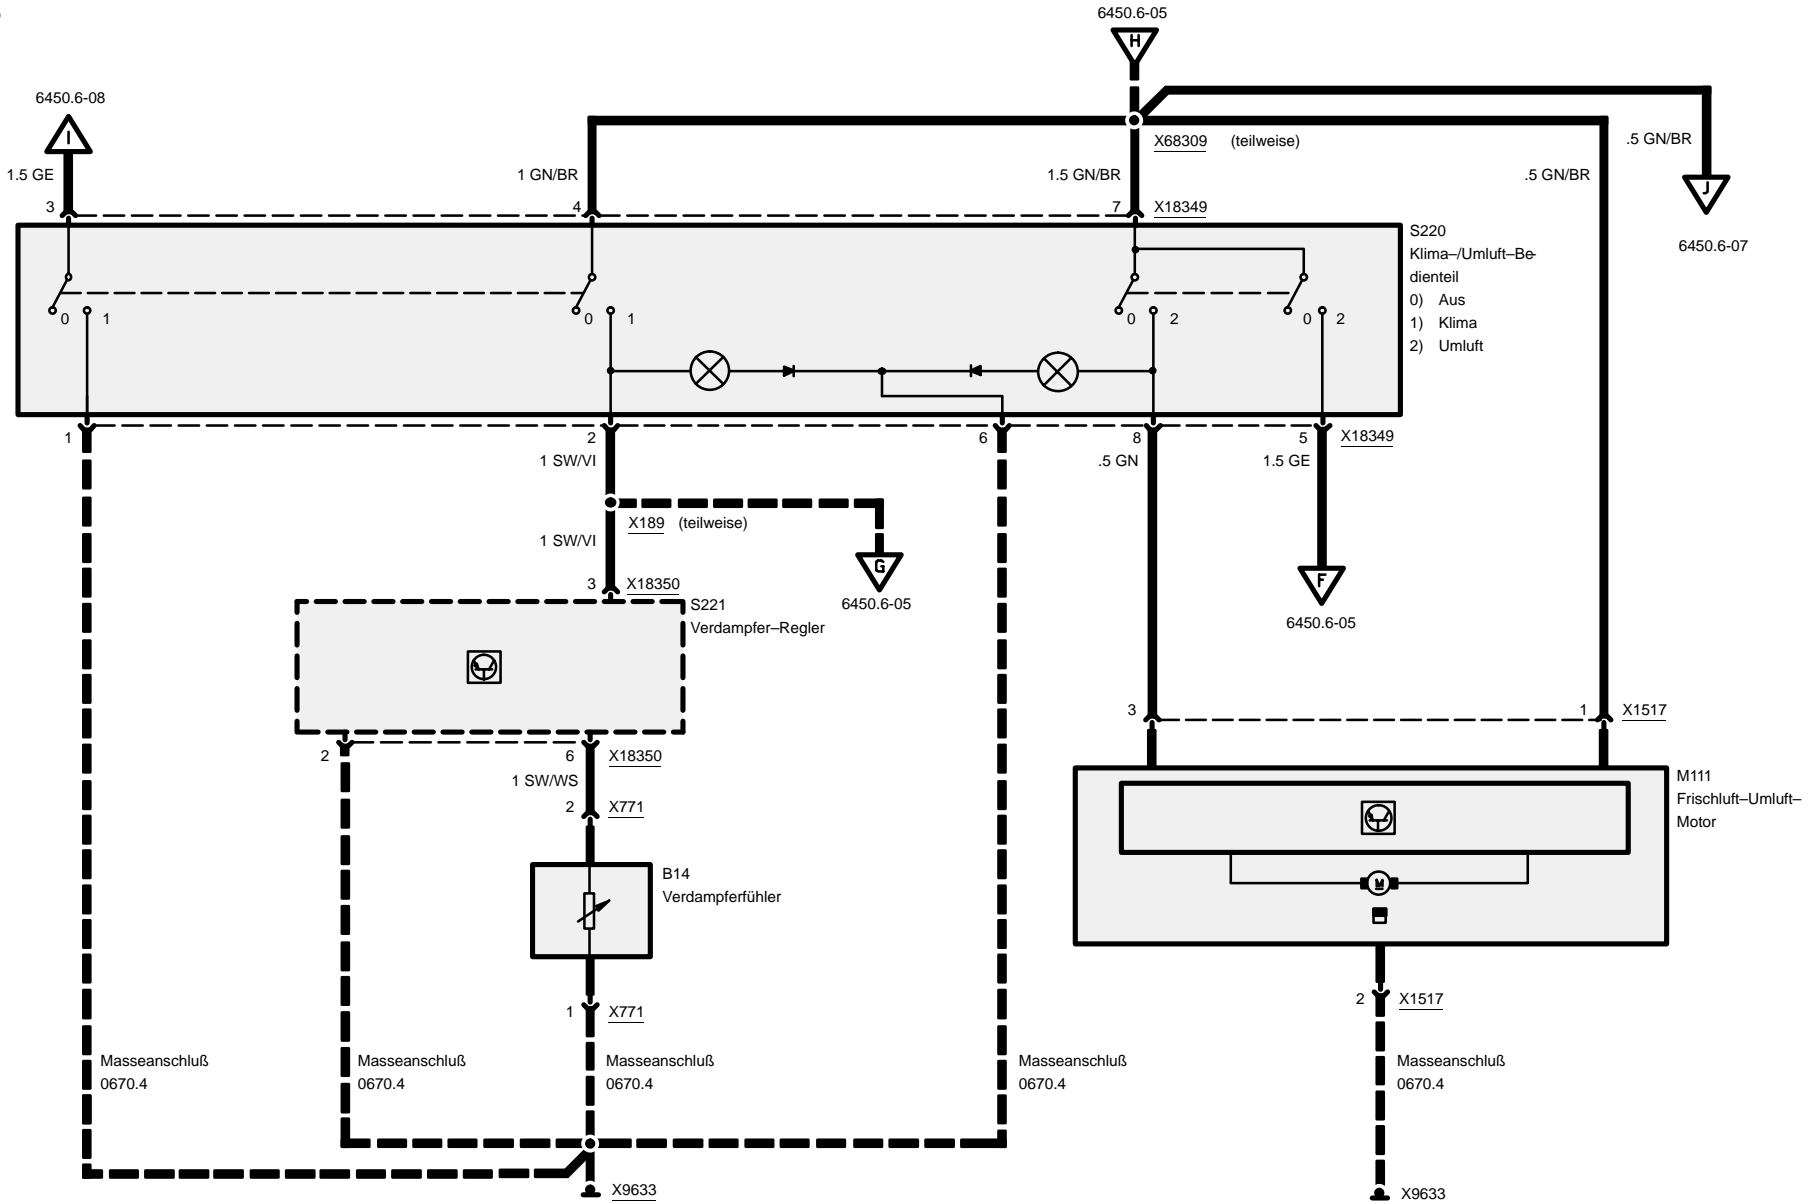 6450.6-05
H
6450.6-08
I
X68309 (teilweise)
.5 GN/BR
1.5 GE
1 GN/BR
1.5 GN/BR
.5 GN/BR
J
3
4
7
X18349
6450.6-07
S220
Klima–/Umluft–Be-
dienteil
0) Aus
1) Klima
2) Umluft
0 1
0 1
0 2
0 2
1
2
6
8
5
X18349
1 SW/VI
.5 GN
1.5 GE
X189 (teilweise)
1 SW/VI
G
F
3
X18350
6450.6-05
6450.6-05
S221
Verdampfer–Regler
3
1
X1517
2
6
X18350
1 SW/WS
2
X771
M111
Frischluft–Umluft–
Motor
B14
Verdampferfühler
M
1
X771
2
X1517
Masseanschluß
0670.4
Masseanschluß
0670.4
Masseanschluß
0670.4
Masseanschluß
0670.4
Masseanschluß
0670.4
X9633
X9633